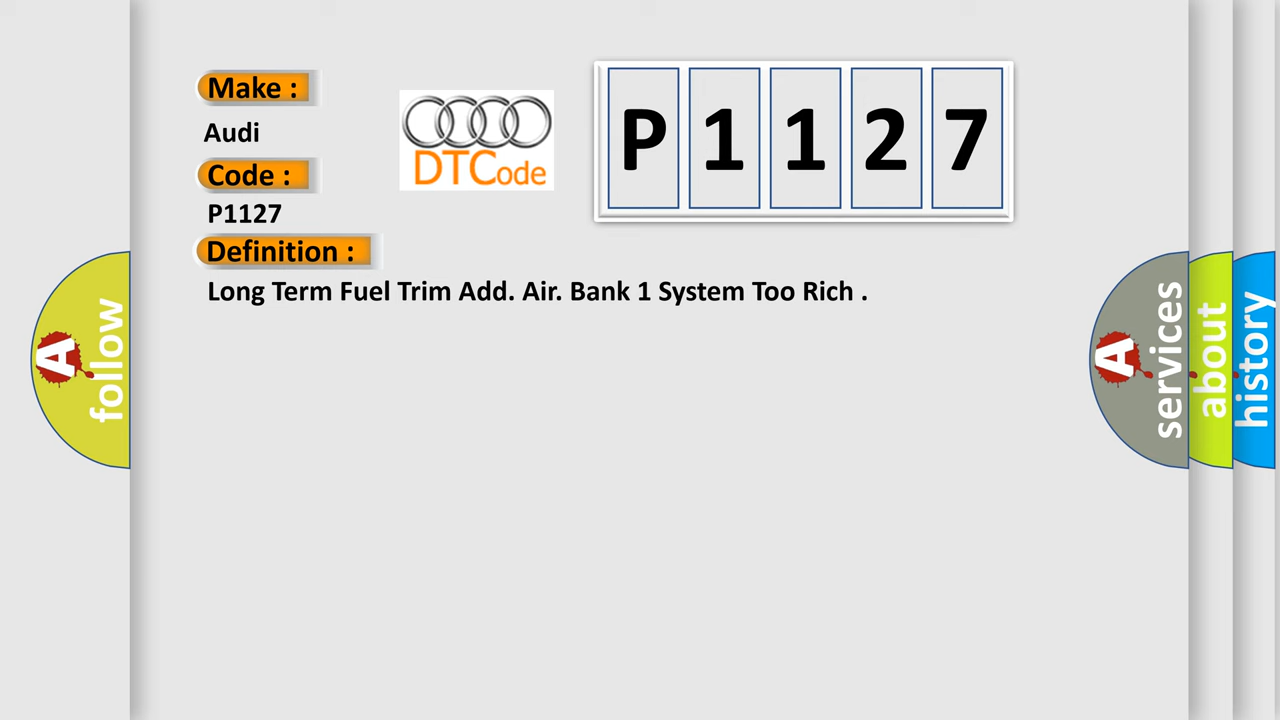 Make :
Audi
Code :
P1127
Definition :
Long Term Fuel Trim Add. Air. Bank 1 System Too Rich .
DTCode
P 1 1 2 7
A follow
A services
about
history